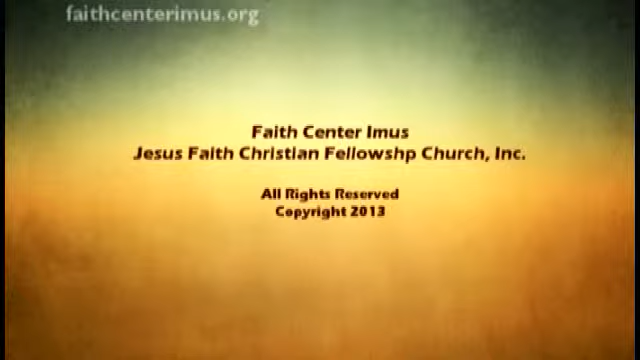 faithcenterimus.org
Faith Center Imus
Jesus Faith Christian Fellowshp Church, Inc.
All Rights Reserved
Copyright 2013